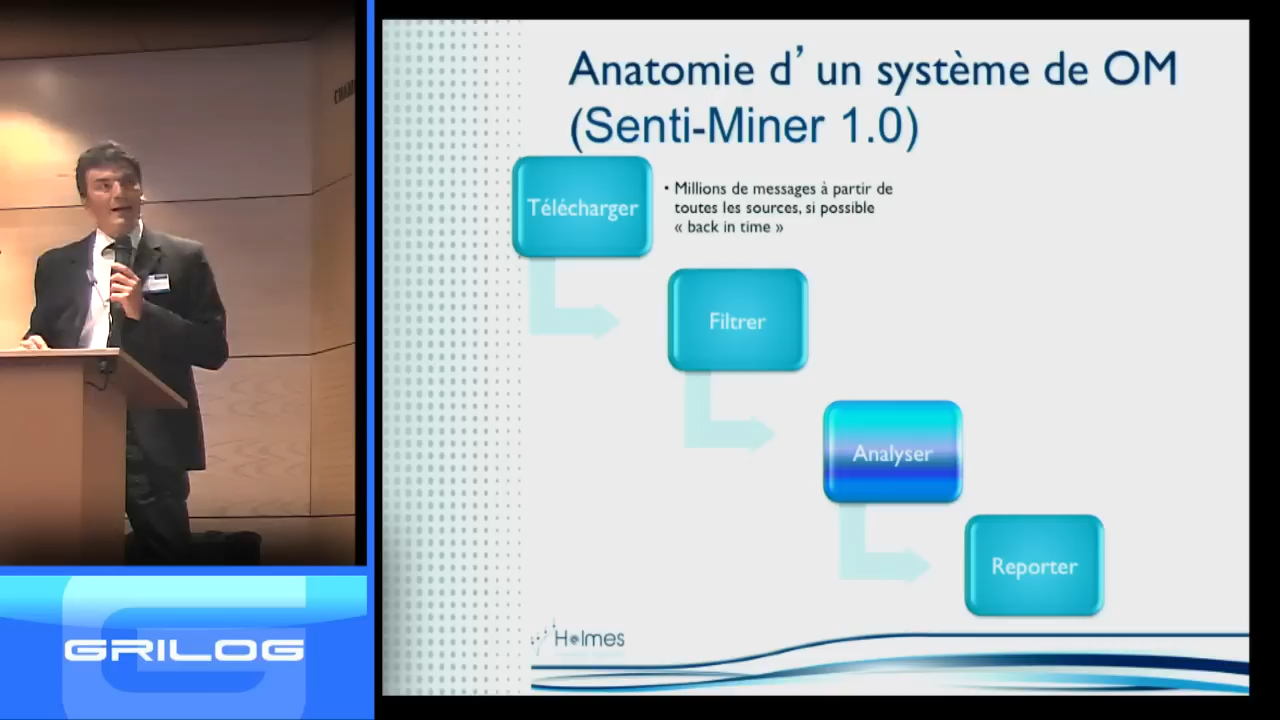 Anatomie d'un système de OM
(Senti-Miner 1.0)
Télécharger
• Millions de messages à partir de
toutes les sources, si possible
« back in time »
Filtrer
Analyser
Reporter
Holmes
GRILOG